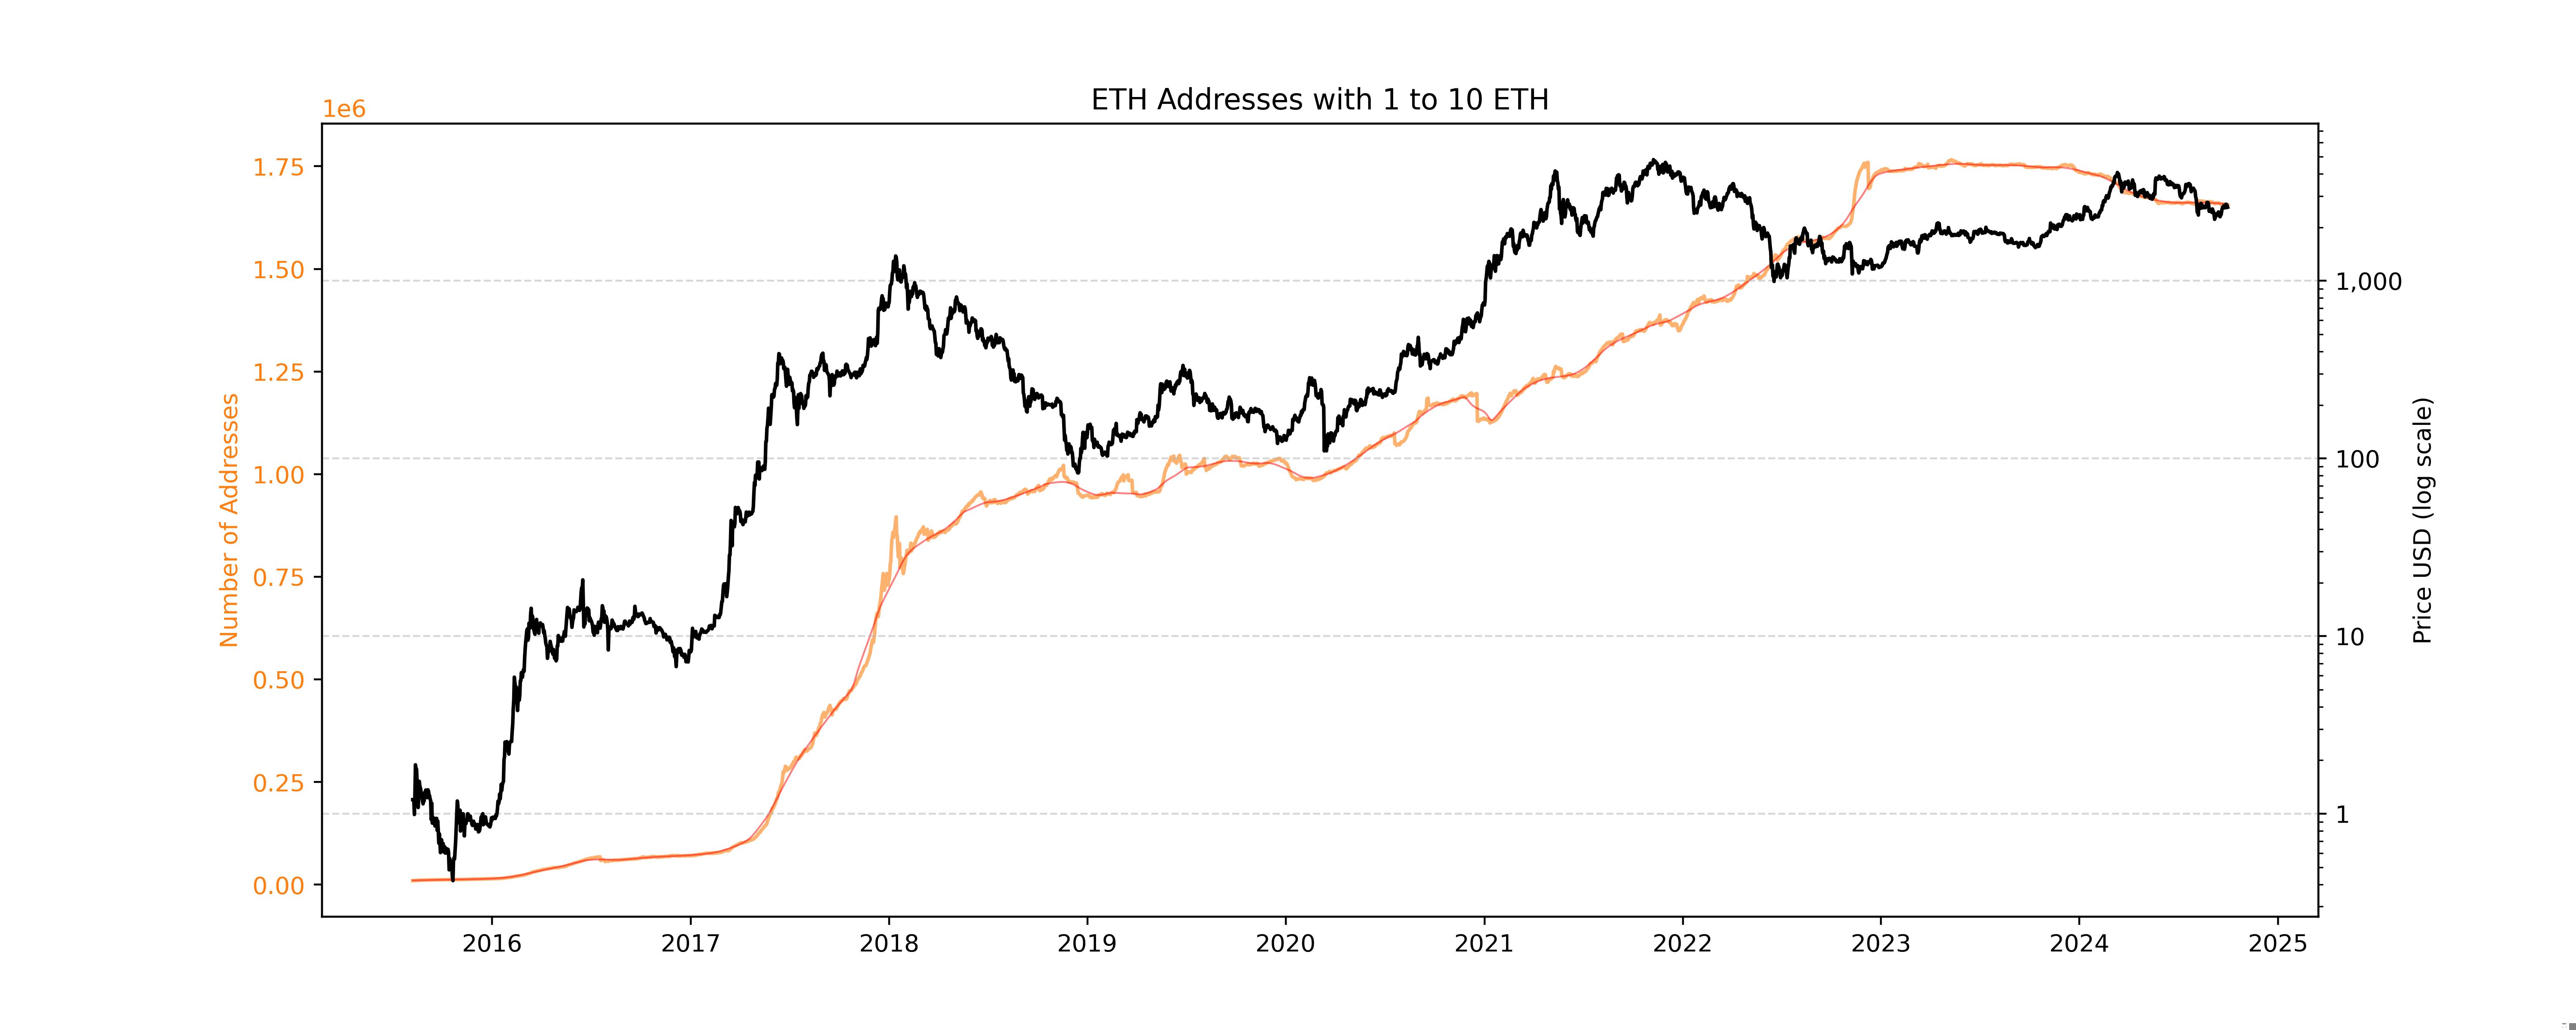 ETH Addresses with 1 to 10 ETH
1e6
1.75
1.50
1.25
1.00
0.75
0.50
0.25
0.00
Number of Addresses
1,000
100
10
1
Price USD (log scale)
2016 2017 2018 2019 2020 2021 2022 2023 2024 2025